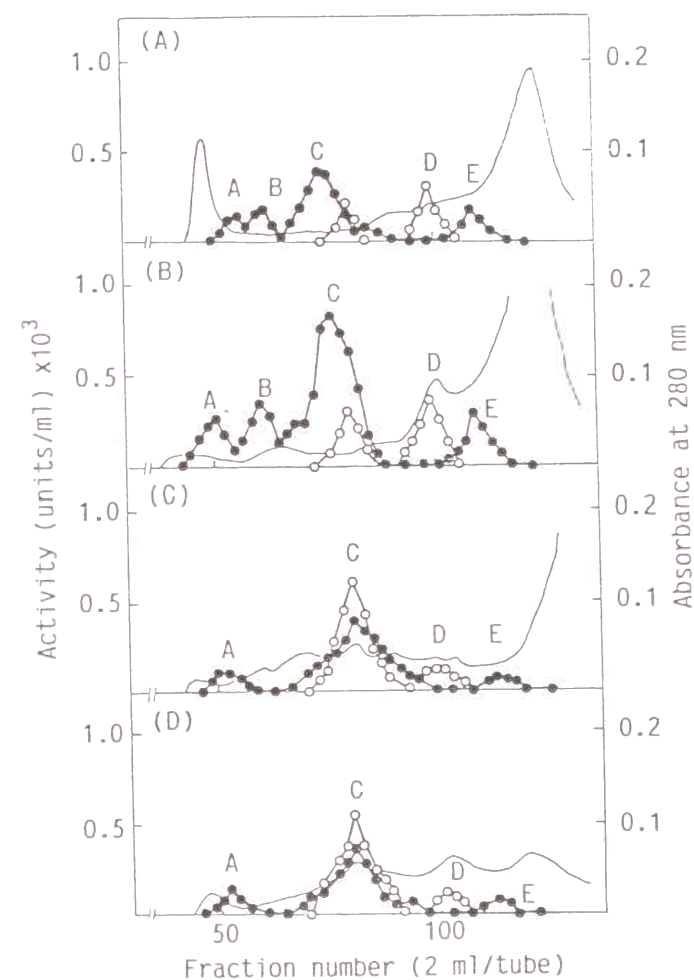 (A)
1.0
0.5
A
B
C
D
E
0.2
0.1
(B)
1.0
0.5
A
B
C
D
E
0.2
0.1
(C)
1.0
0.5
A
C
D
E
0.2
0.1
(D)
1.0
0.5
A
C
D
E
0.2
0.1
50
100
Activity (units/ml) x10³
Absorbance at 280 nm
Fraction number (2 ml/tube)